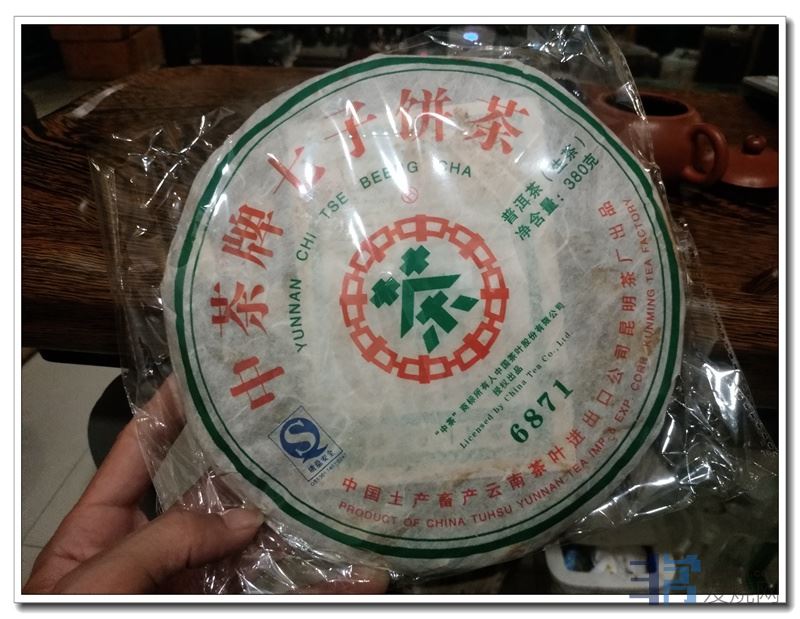 中茶牌七子饼茶
YUNNAN CHI TSE BEENG CHA
普洱茶（生茶）
净含量：380克
中
茶
“中茶”商标所有人中国茶叶股份有限公司
授权出品
Licensed by China Tea Co., Ltd
6871
质量安全
中国土产畜产云南茶叶进出口公司昆明茶厂出品
PRODUCT OF CHINA TUHSU YUNNAN TEA IMP.& EXP. CORP. KUNMING TEA FACTORY